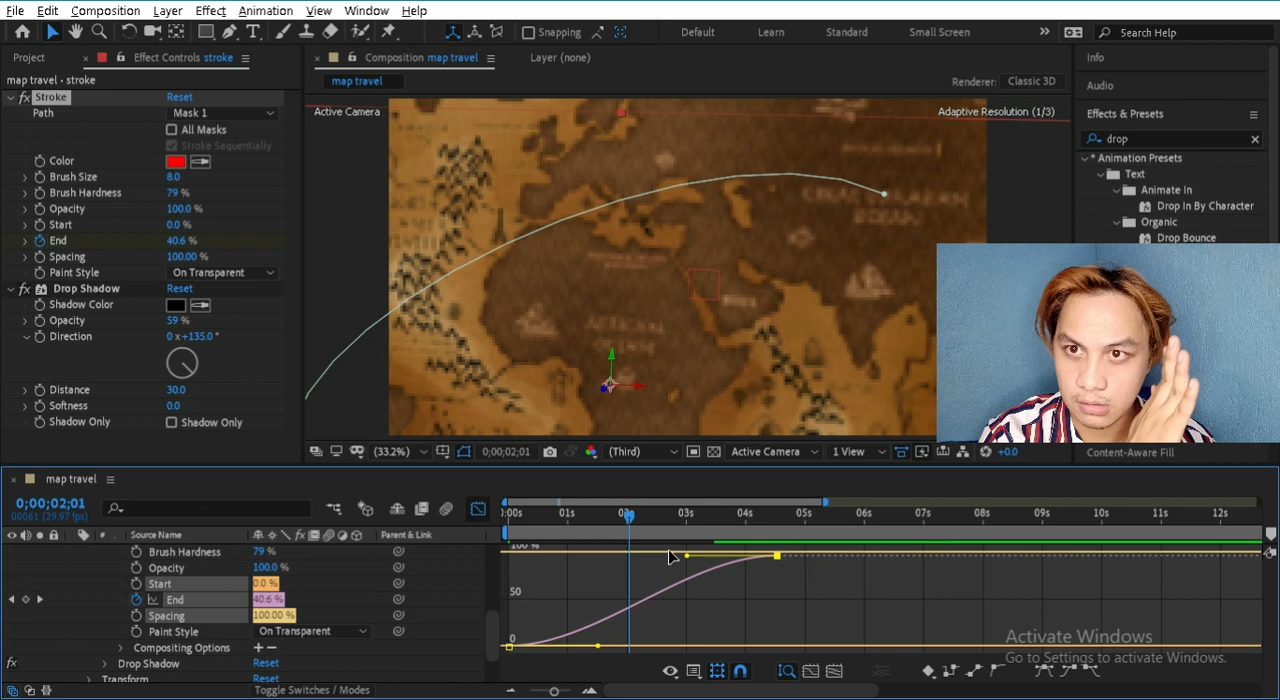 File Edit Composition Layer Effect Animation View Window Help
Snapping Default Learn Standard Small Screen Search Help
Project Effect Controls stroke Composition map travel Layer (none) Info
map travel • stroke map travel Renderer: Classic 3D Audio
fx Stroke Reset Active Camera Adaptive Resolution (1/3) Effects & Presets
Path Mask 1
All Masks drop
Stroke Sequentially * Animation Presets
Color Text
Brush Size 8.0 Animate In
Brush Hardness 79 % Drop In By Character
Opacity 100.0 % Organic
Start 0.0 % Drop Bounce
End 40.6 %
Spacing 100.00 %
Paint Style On Transparent
fx Drop Shadow Reset
Shadow Color
Opacity 59 %
Direction 0 x+135.0 °
Distance 30.0
Softness 0.0
Shadow Only Shadow Only
(33.2%) 0;00;02;01 (Third) Active Camera 1 View +0.0 Content-Aware Fill
map travel
0;00;02;01
00061 (29.97 fps)
:00s 01s 02s 03s 04s 05s 06s 07s 08s 09s 10s 11s 12s
# Source Name Parent & Link
Brush Hardness 79 % 100 %
Opacity 100.0 %
Start 0.0 %
End 40.6 % 50
Spacing 100.00 %
Paint Style On Transparent 0
Compositing Options + −
fx Drop Shadow Reset
Transform Reset
Toggle Switches / Modes
Activate Windows
Go to Settings to activate Windows.